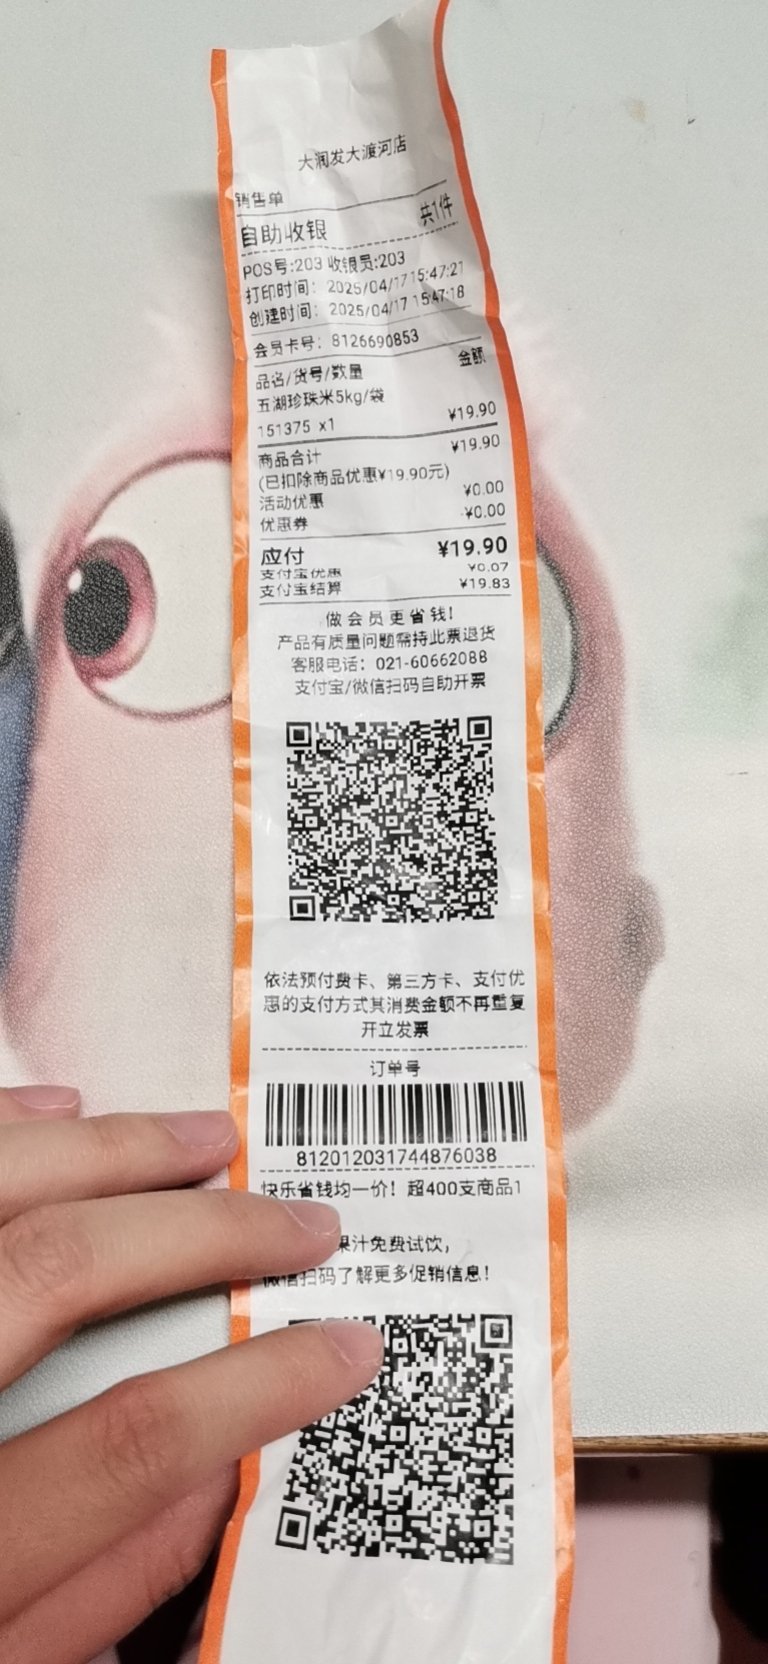 大润发大渡河店
销售单
自助收银 共1件
POS号:203 收银员:203
打印时间: 2025/04/17 15:47:21
创建时间: 2025/04/17 15:47:18
会员卡号: 8126690853
品名/货号/数量 金额
五湖珍珠米5kg/袋
151375 x1 ¥19.90
商品合计 ¥19.90
(已扣除商品优惠¥19.90元)
活动优惠 ¥0.00
优惠券 -¥0.00
应付 ¥19.90
支付宝优惠 ¥0.07
支付宝结算 ¥19.83
做会员更省钱!
产品有质量问题需持此票退货
客服电话: 021-60662088
支付宝/微信扫码自助开票
依法预付费卡、第三方卡、支付优
惠的支付方式其消费金额不再重复
开立发票
订单号
812012031744876038
快乐省钱均一价! 超400支商品1
果汁免费试饮,
微信扫码了解更多促销信息!